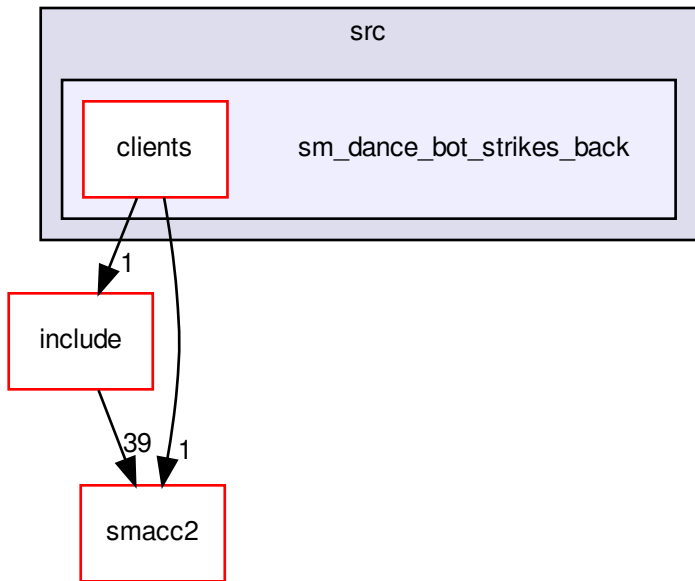 src
clients
sm_dance_bot_strikes_back
1
include
39
1
smacc2